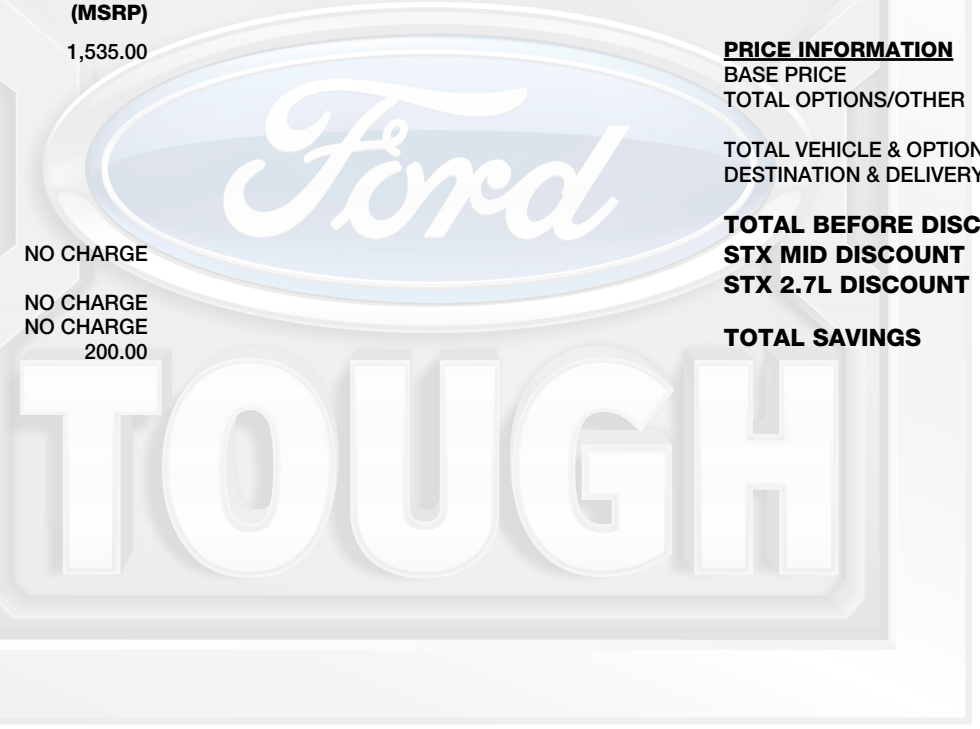 (MSRP)
1,535.00
NO CHARGE
NO CHARGE
NO CHARGE
200.00
PRICE INFORMATION
BASE PRICE
TOTAL OPTIONS/OTHER
TOTAL VEHICLE & OPTION
DESTINATION & DELIVERY
TOTAL BEFORE DISC
STX MID DISCOUNT
STX 2.7L DISCOUNT
TOTAL SAVINGS
Ford
TOUGH